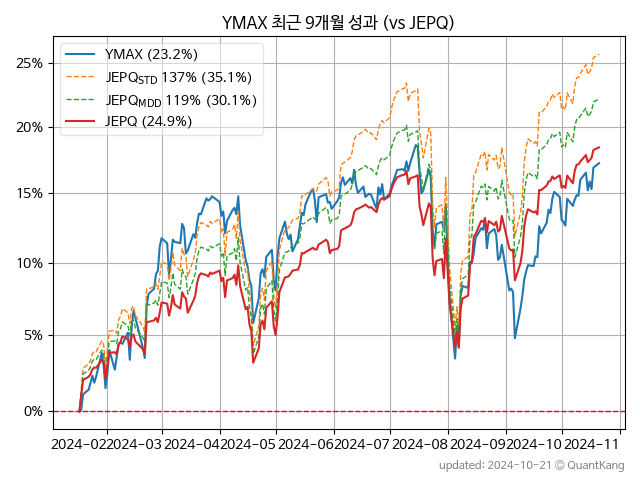 YMAX 최근 9개월 성과 (vs JEPQ)
YMAX (23.2%)
JEPQSTD 137% (35.1%)
JEPQMDD 119% (30.1%)
JEPQ (24.9%)
25%
20%
15%
10%
5%
0%
2024-02 2024-03 2024-04 2024-05 2024-06 2024-07 2024-08 2024-09 2024-10 2024-11
updated: 2024-10-21 © QuantKang